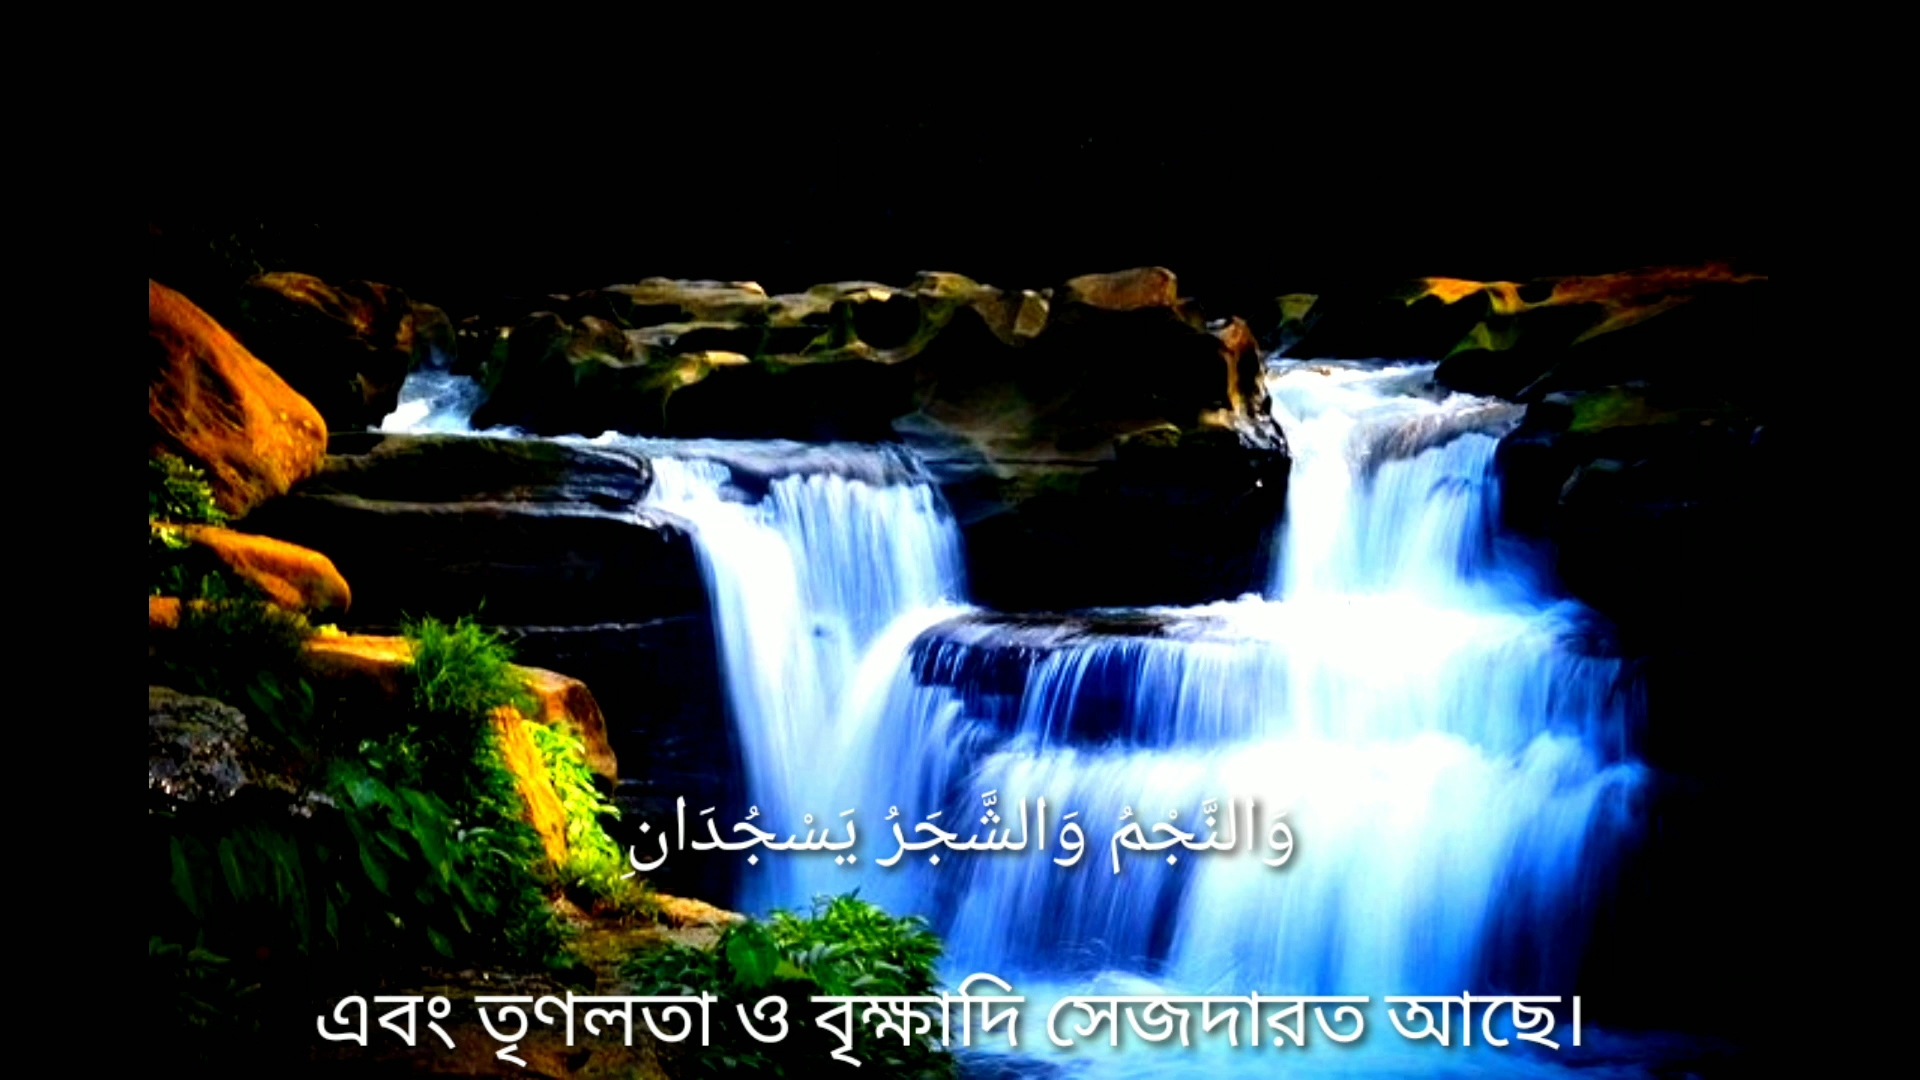 وَالنَّجْمُ وَالشَّجَرُ يَسْجُدَانِ
এবং তৃণলতা ও বৃক্ষাদি সেজদারত আছে।